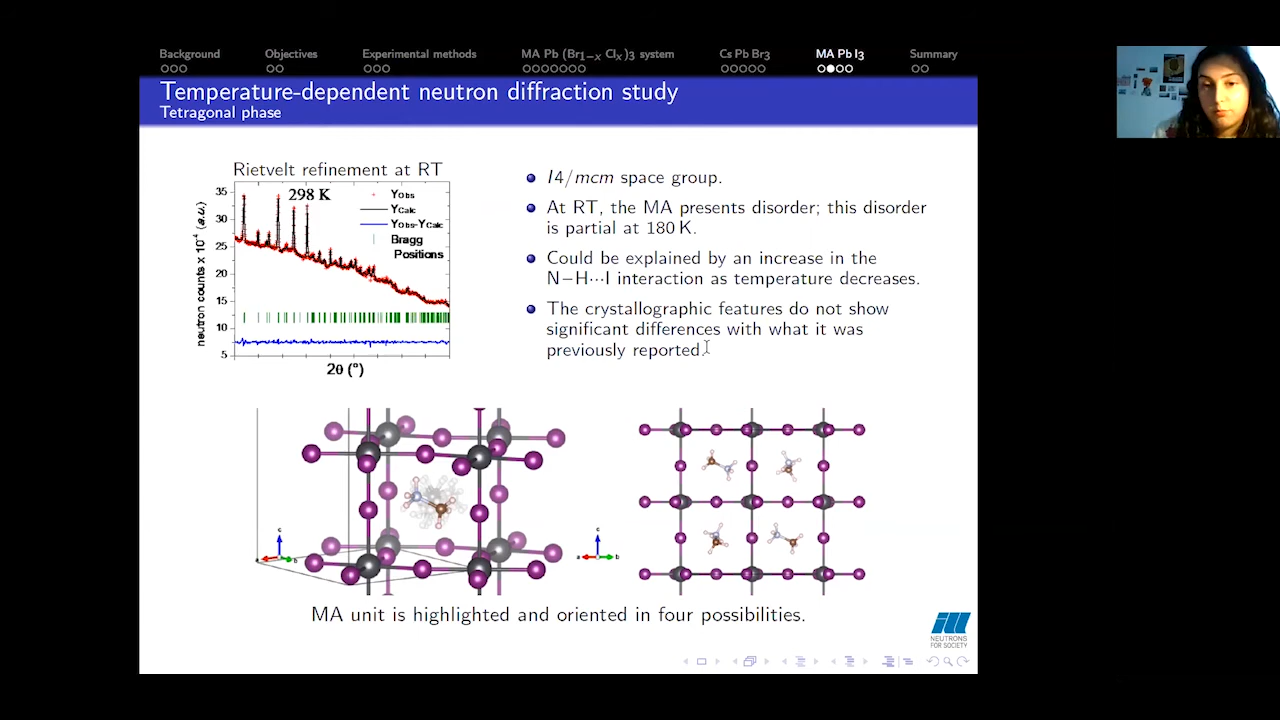 Background Objectives Experimental methods MA Pb (Br1−x Clx)3 system Cs Pb Br3 MA Pb I3 Summary
Temperature-dependent neutron diffraction study
Tetragonal phase
Rietvelt refinement at RT
298 K
YObs
YCalc
YObs-YCalc
Bragg
Positions
neutron counts x 10⁻⁴ (a.u.)
35
30
25
20
15
10
5
2θ (°)
I4/mcm space group.
At RT, the MA presents disorder; this disorder
is partial at 180 K.
Could be explained by an increase in the
N−H···I interaction as temperature decreases.
The crystallographic features do not show
significant differences with what it was
previously reported.
c
a b
c
a b
MA unit is highlighted and oriented in four possibilities.
NEUTRONS
FOR SOCIETY